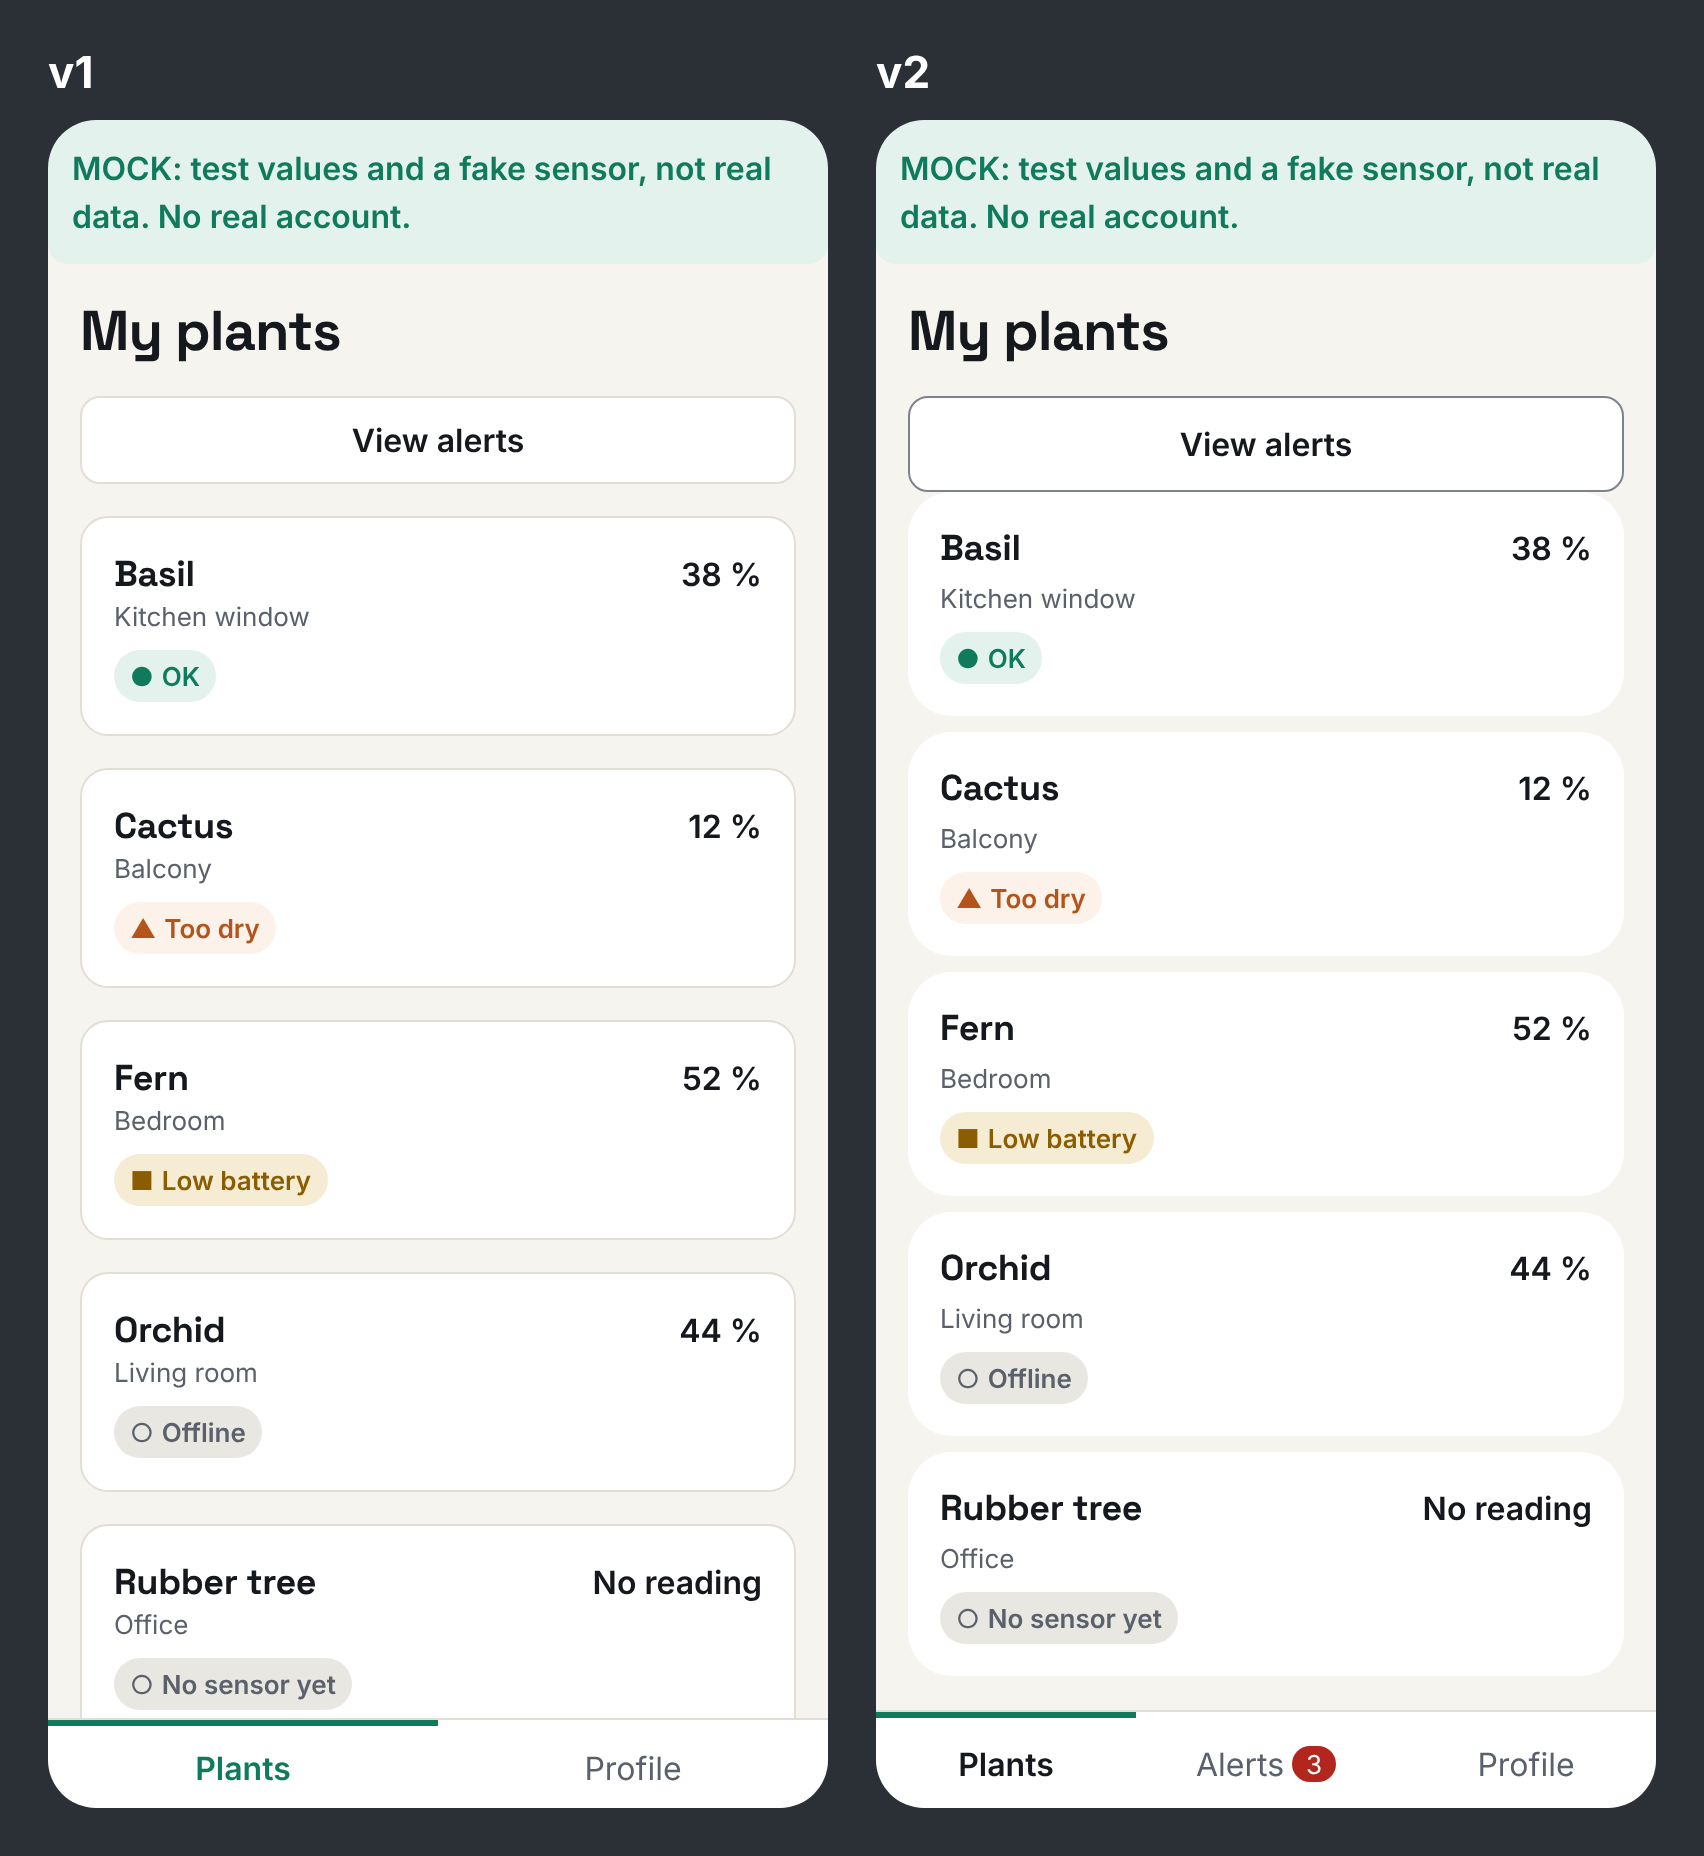 v1
MOCK: test values and a fake sensor, not real
data. No real account.
My plants
View alerts
Basil 38 %
Kitchen window
OK
Cactus 12 %
Balcony
Too dry
Fern 52 %
Bedroom
Low battery
Orchid 44 %
Living room
Offline
Rubber tree No reading
Office
No sensor yet
Plants Profile
v2
MOCK: test values and a fake sensor, not real
data. No real account.
My plants
View alerts
Basil 38 %
Kitchen window
OK
Cactus 12 %
Balcony
Too dry
Fern 52 %
Bedroom
Low battery
Orchid 44 %
Living room
Offline
Rubber tree No reading
Office
No sensor yet
Plants Alerts 3 Profile